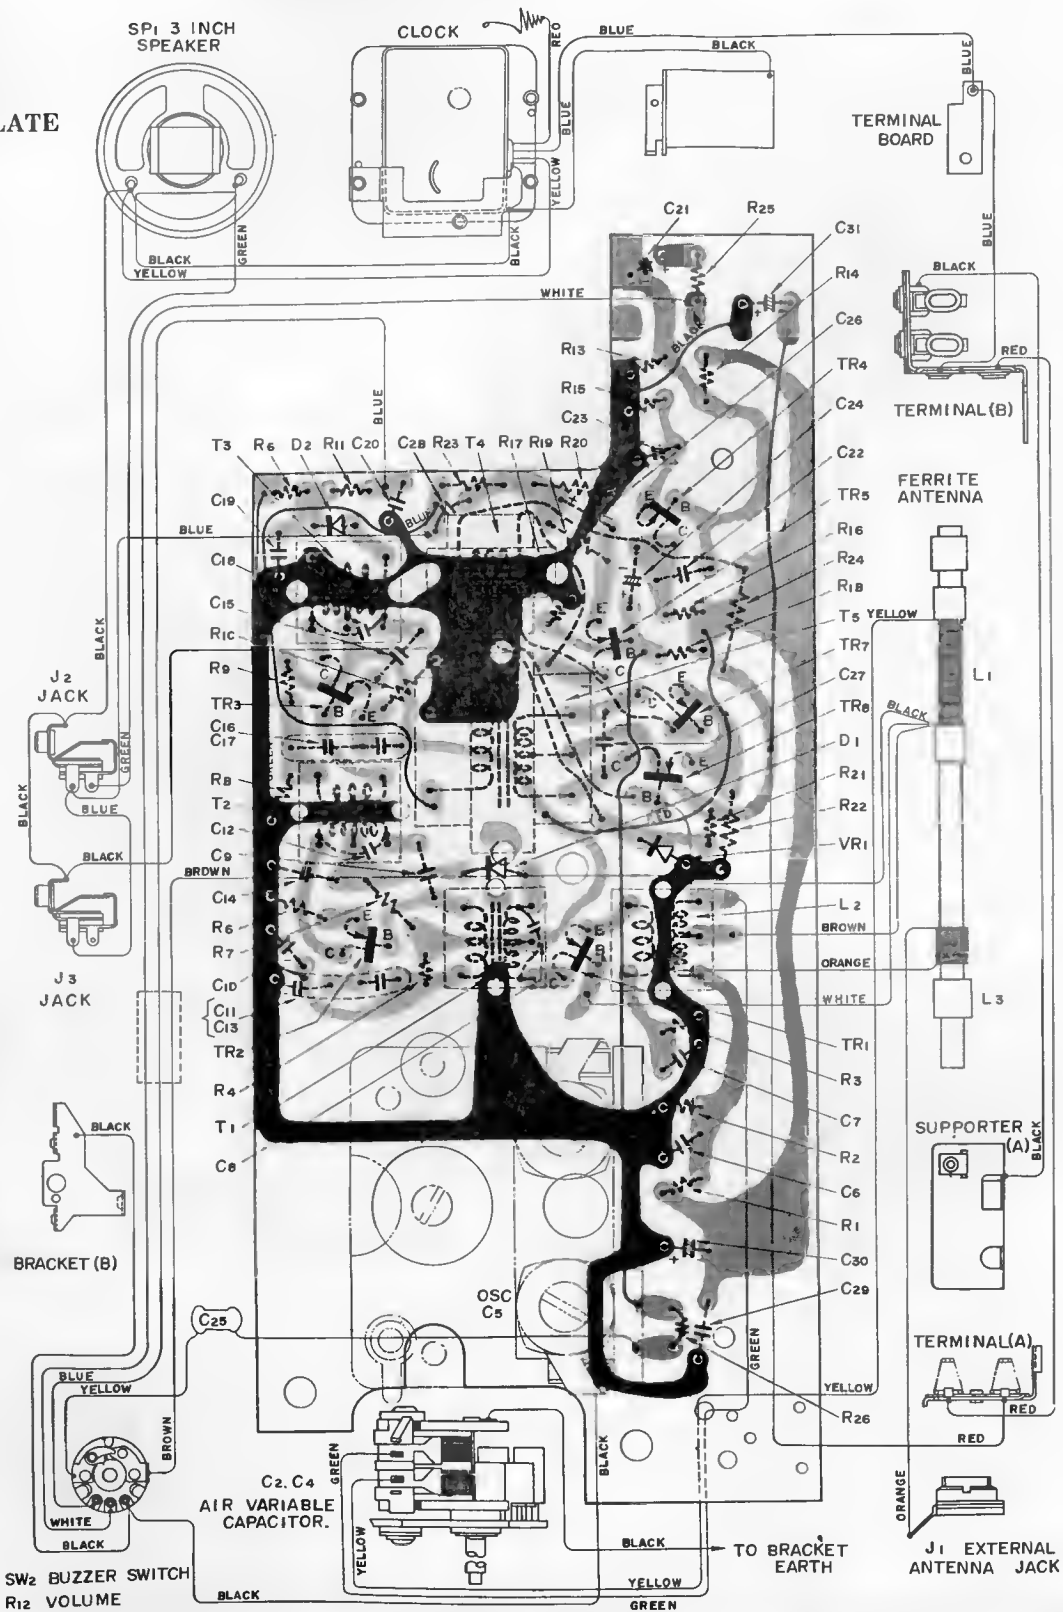 SP1 3 INCH
SPEAKER
CLOCK
RED
BLUE
BLACK
BLUE
LATE
TERMINAL
BOARD
BLUE
YELLOW
BLACK
GREEN
BLACK
YELLOW
BLUE
C21
R25
C31
R14
C26
TR4
C24
C22
TR5
R16
R24
R18
T5
TR7
C27
TR8
D1
R21
R22
VR1
L2
BROWN
ORANGE
WHITE
TR1
R3
C7
R2
C6
R1
C30
C29
R26
WHITE
BLACK
R13
R15
C23
BLUE
BLACK
RED
TERMINAL (B)
FERRITE
ANTENNA
YELLOW
BLACK
L1
L3
T3
R6
D2
R11
C20
C28
R23
T4
R17
R19
R20
C19
BLUE
BLUE
C18
C15
R1C
R9
TR3
C16
C17
R8
GREEN
T2
C12
C9
BROWN
C14
R6
R7
C10
C11
C13
TR2
R4
T1
C8
E
B
C
E
C
B
C
B
E
E
C
B
C
E
B
E
B
C
E
B
C
BLACK
J2
JACK
GREEN
BLUE
BLACK
BLACK
J3
JACK
BLACK
BRACKET (B)
SUPPORTER
(A)
BLACK
OSC
C5
C25
BLUE
YELLOW
BROWN
WHITE
BLACK
SW2 BUZZER SWITCH
R12 VOLUME
BLACK
C2. C4
AIR VARIABLE
CAPACITOR.
GREEN
YELLOW
BLACK
GREEN
YELLOW
BLACK
TO BRACKET
EARTH
YELLOW
GREEN
TERMINAL(A)
RED
RED
ORANGE
J1 EXTERNAL
ANTENNA JACK